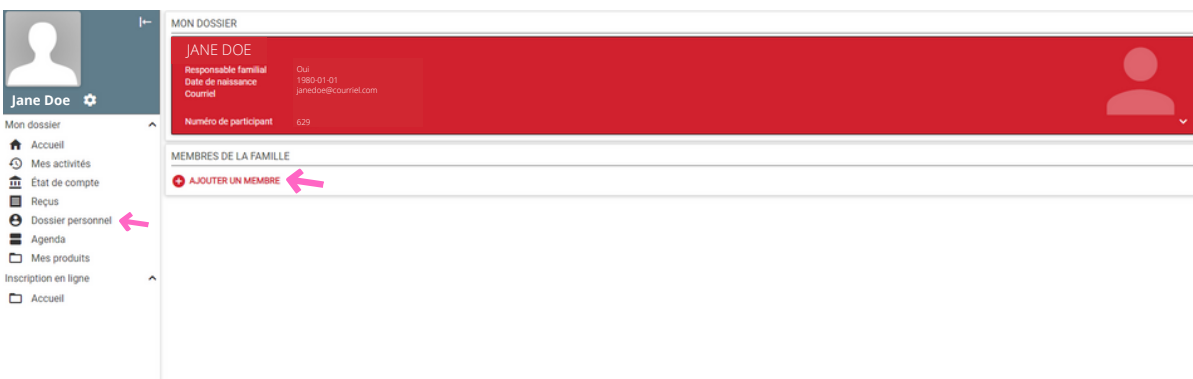 Jane Doe
Mon dossier
Accueil
Mes activités
État de compte
Reçus
Dossier personnel
Agenda
Mes produits
Inscription en ligne
Accueil
MON DOSSIER
JANE DOE
Responsable familial Oui
Date de naissance 1980-01-01
Courriel janedoe@courriel.com
Numéro de participant 629
MEMBRES DE LA FAMILLE
AJOUTER UN MEMBRE